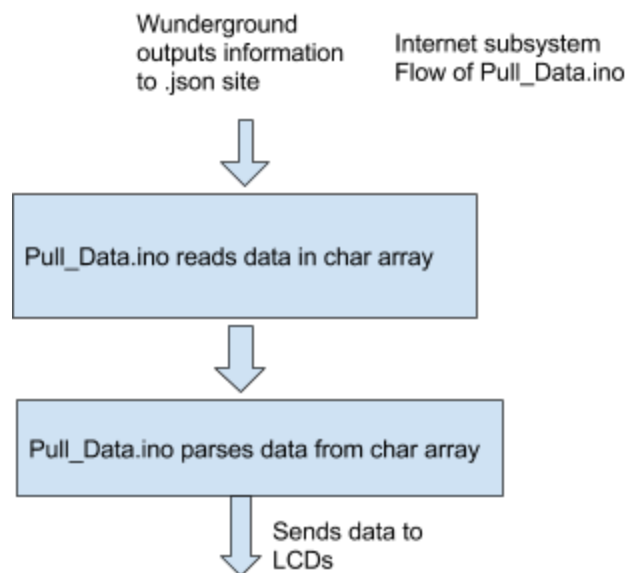 Wunderground
outputs information
to .json site
Internet subsystem
Flow of Pull_Data.ino
Pull_Data.ino reads data in char array
Pull_Data.ino parses data from char array
Sends data to
LCDs